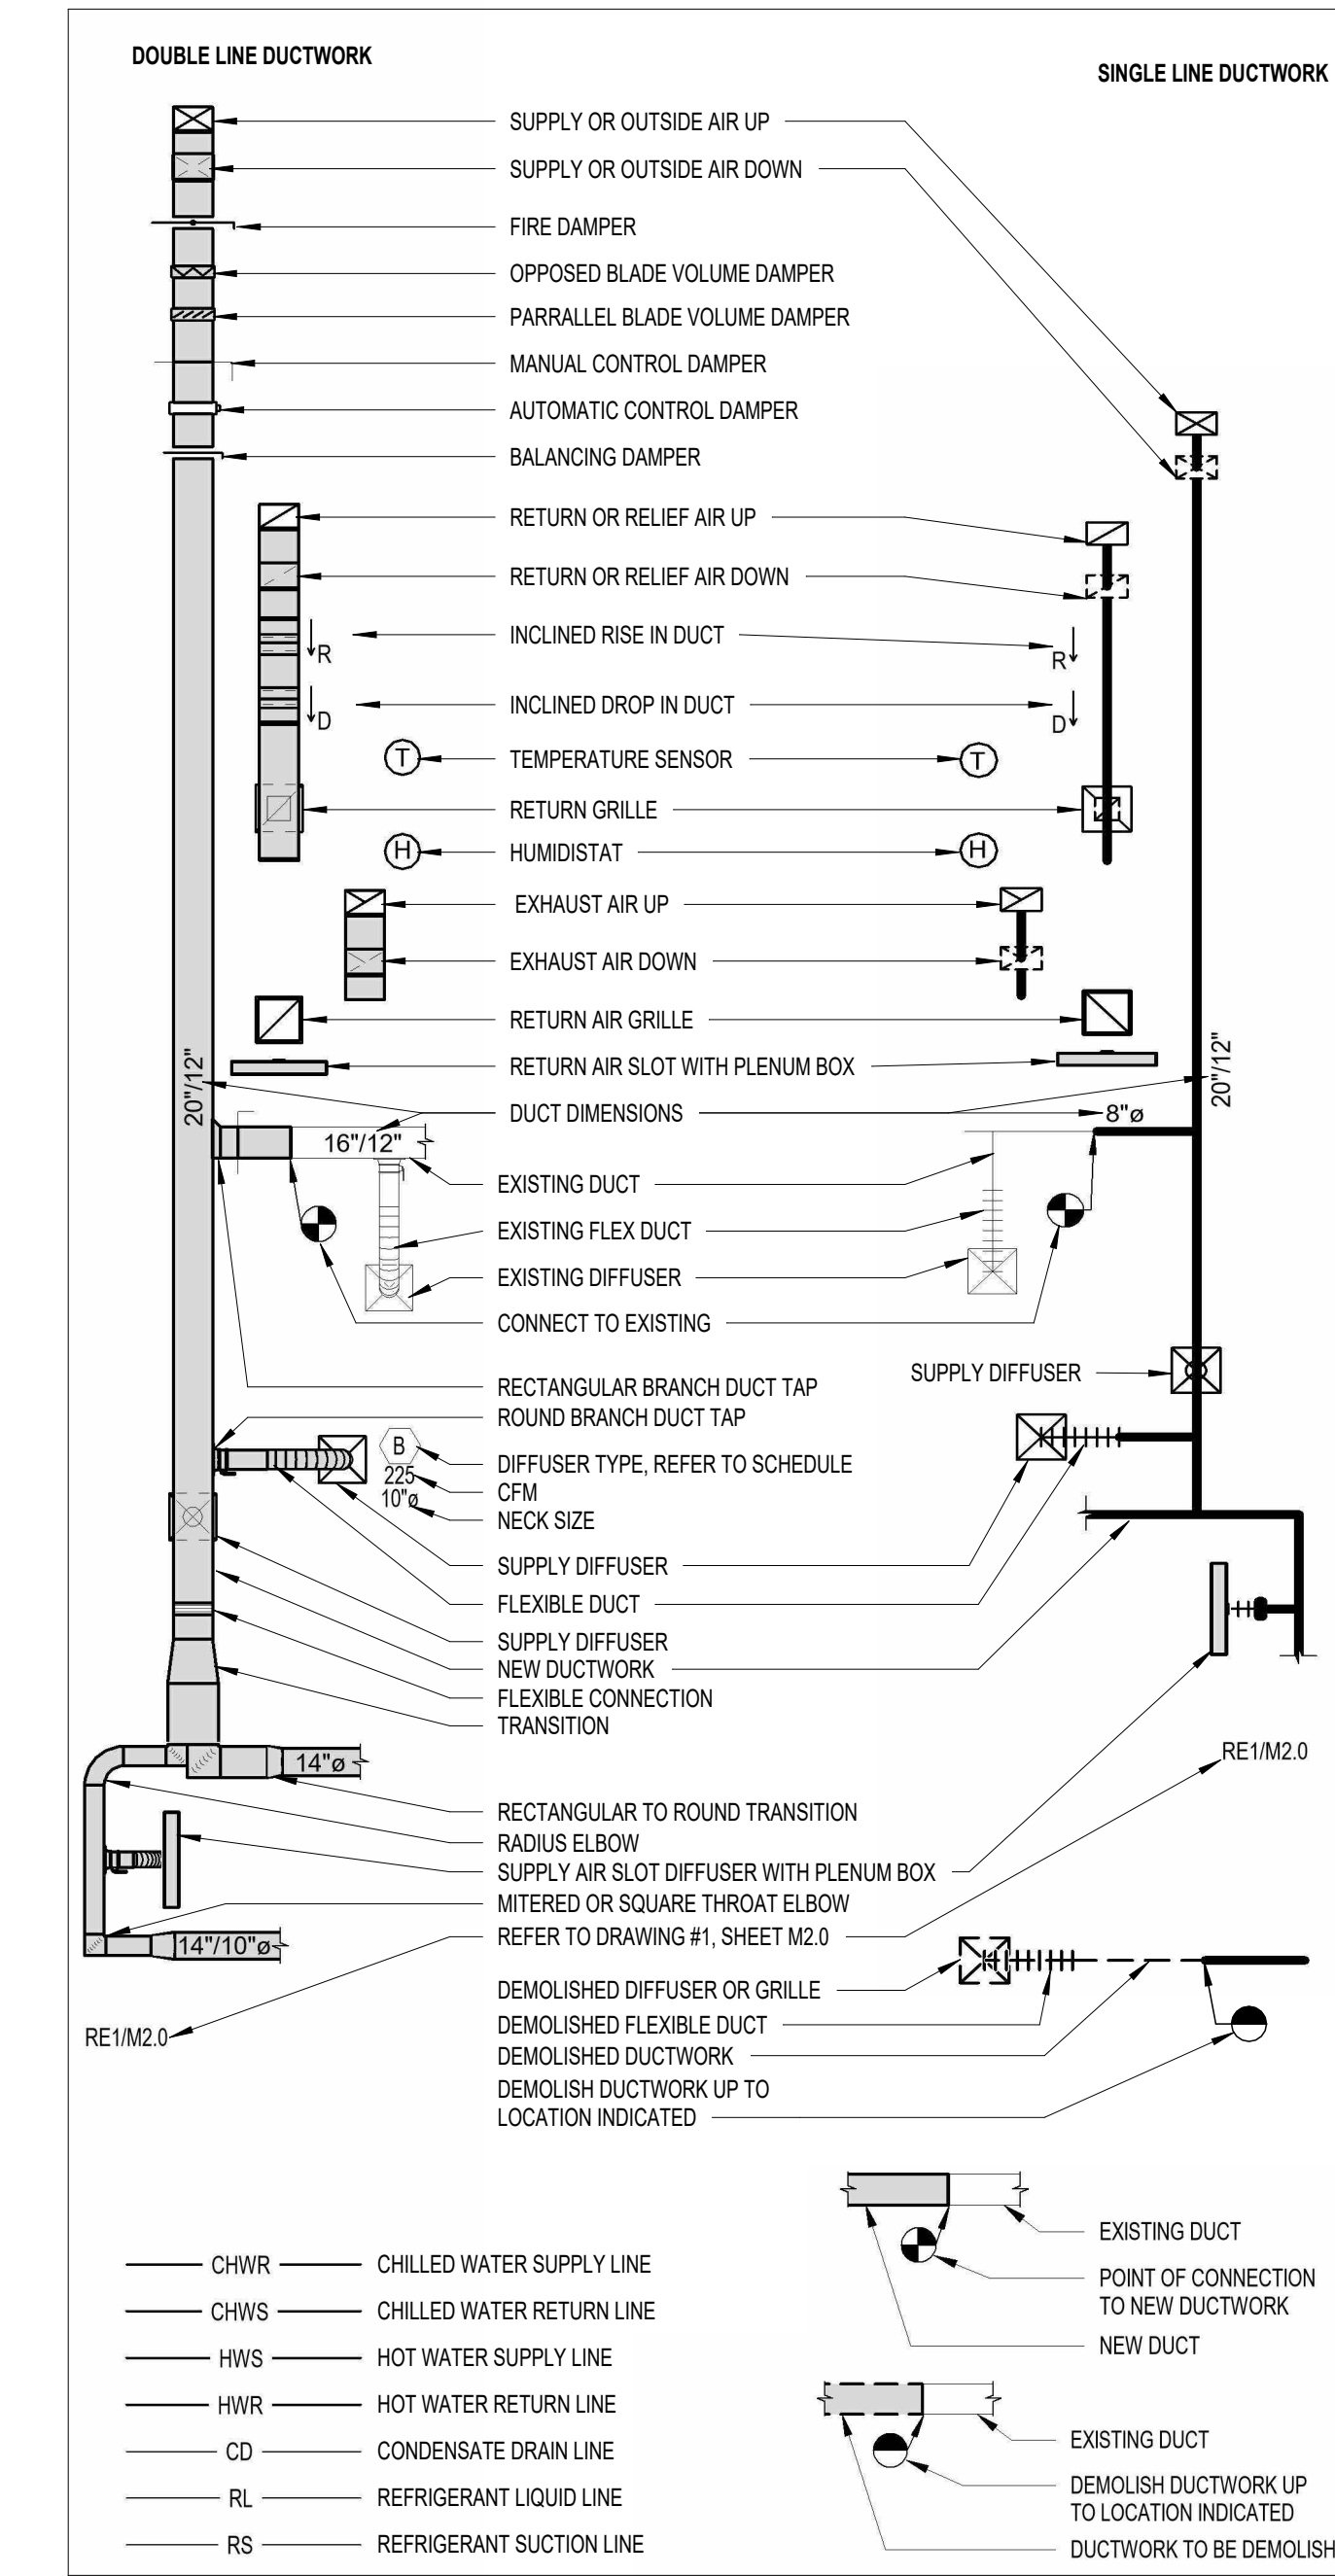 DOUBLE LINE DUCTWORK
SINGLE LINE DUCTWORK
SUPPLY OR OUTSIDE AIR UP
SUPPLY OR OUTSIDE AIR DOWN
FIRE DAMPER
OPPOSED BLADE VOLUME DAMPER
PARRALLEL BLADE VOLUME DAMPER
MANUAL CONTROL DAMPER
AUTOMATIC CONTROL DAMPER
BALANCING DAMPER
RETURN OR RELIEF AIR UP
RETURN OR RELIEF AIR DOWN
R INCLINED RISE IN DUCT R
D INCLINED DROP IN DUCT D
T TEMPERATURE SENSOR T
RETURN GRILLE
H HUMIDISTAT H
EXHAUST AIR UP
EXHAUST AIR DOWN
RETURN AIR GRILLE
RETURN AIR SLOT WITH PLENUM BOX
20"/12"
20"/12"
DUCT DIMENSIONS 8"ø
16"/12"
EXISTING DUCT
EXISTING FLEX DUCT
EXISTING DIFFUSER
CONNECT TO EXISTING
SUPPLY DIFFUSER
RECTANGULAR BRANCH DUCT TAP
ROUND BRANCH DUCT TAP
B DIFFUSER TYPE, REFER TO SCHEDULE
225 CFM
10"ø NECK SIZE
SUPPLY DIFFUSER
FLEXIBLE DUCT
SUPPLY DIFFUSER
NEW DUCTWORK
FLEXIBLE CONNECTION
TRANSITION
14"ø
RE1/M2.0
RECTANGULAR TO ROUND TRANSITION
RADIUS ELBOW
SUPPLY AIR SLOT DIFFUSER WITH PLENUM BOX
MITERED OR SQUARE THROAT ELBOW
REFER TO DRAWING #1, SHEET M2.0
14"/10"ø
DEMOLISHED DIFFUSER OR GRILLE
DEMOLISHED FLEXIBLE DUCT
RE1/M2.0
DEMOLISHED DUCTWORK
DEMOLISH DUCTWORK UP TO
LOCATION INDICATED
CHWR CHILLED WATER SUPPLY LINE
CHWS CHILLED WATER RETURN LINE
HWS HOT WATER SUPPLY LINE
HWR HOT WATER RETURN LINE
CD CONDENSATE DRAIN LINE
RL REFRIGERANT LIQUID LINE
RS REFRIGERANT SUCTION LINE
EXISTING DUCT
POINT OF CONNECTION
TO NEW DUCTWORK
NEW DUCT
EXISTING DUCT
DEMOLISH DUCTWORK UP
TO LOCATION INDICATED
DUCTWORK TO BE DEMOLISH